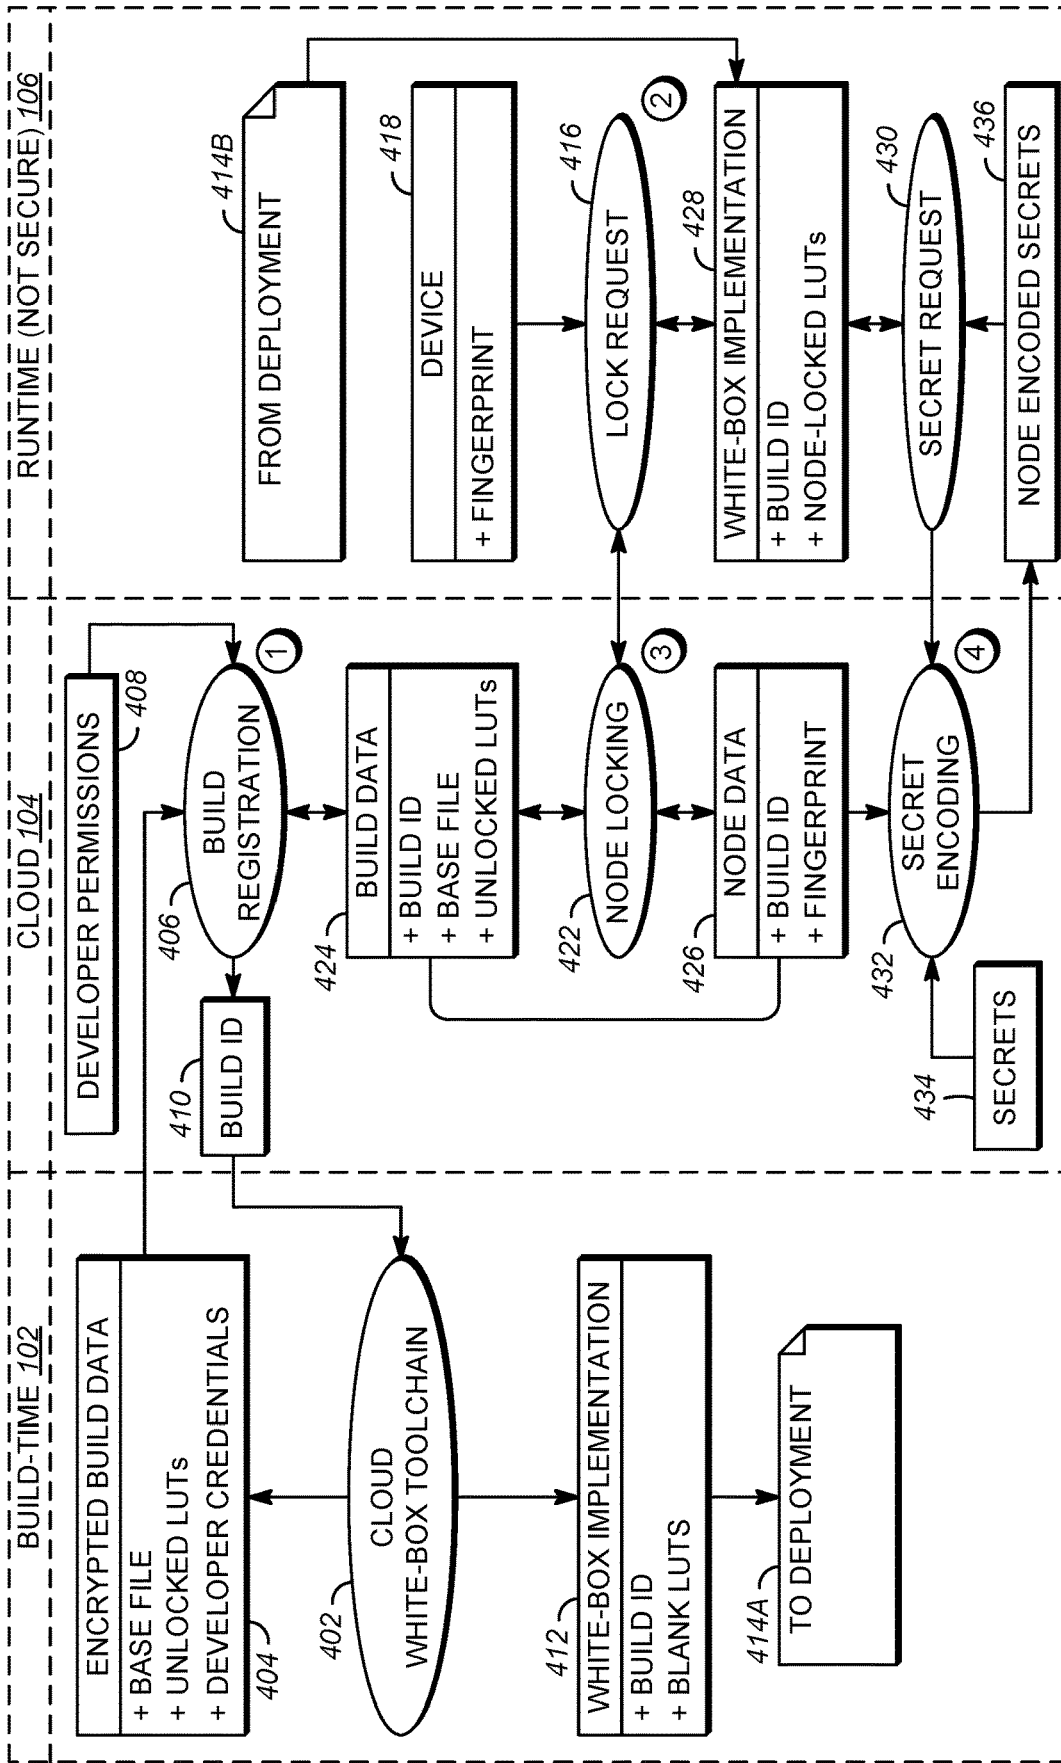 BUILD-TIME 102
ENCRYPTED BUILD DATA
+ BASE FILE
+ UNLOCKED LUTs
+ DEVELOPER CREDENTIALS
404
402
CLOUD
WHITE-BOX TOOLCHAIN
412
WHITE-BOX IMPLEMENTATION
+ BUILD ID
+ BLANK LUTS
414A
TO DEPLOYMENT
CLOUD 104
DEVELOPER PERMISSIONS
408
406
BUILD
REGISTRATION
1
410
BUILD ID
424
BUILD DATA
+ BUILD ID
+ BASE FILE
+ UNLOCKED LUTs
422
NODE LOCKING
3
426
NODE DATA
+ BUILD ID
+ FINGERPRINT
432
SECRET
ENCODING
4
434
SECRETS
RUNTIME (NOT SECURE) 106
414B
FROM DEPLOYMENT
418
DEVICE
+ FINGERPRINT
416
LOCK REQUEST
2
428
WHITE-BOX IMPLEMENTATION
+ BUILD ID
+ NODE-LOCKED LUTs
430
SECRET REQUEST
436
NODE ENCODED SECRETS